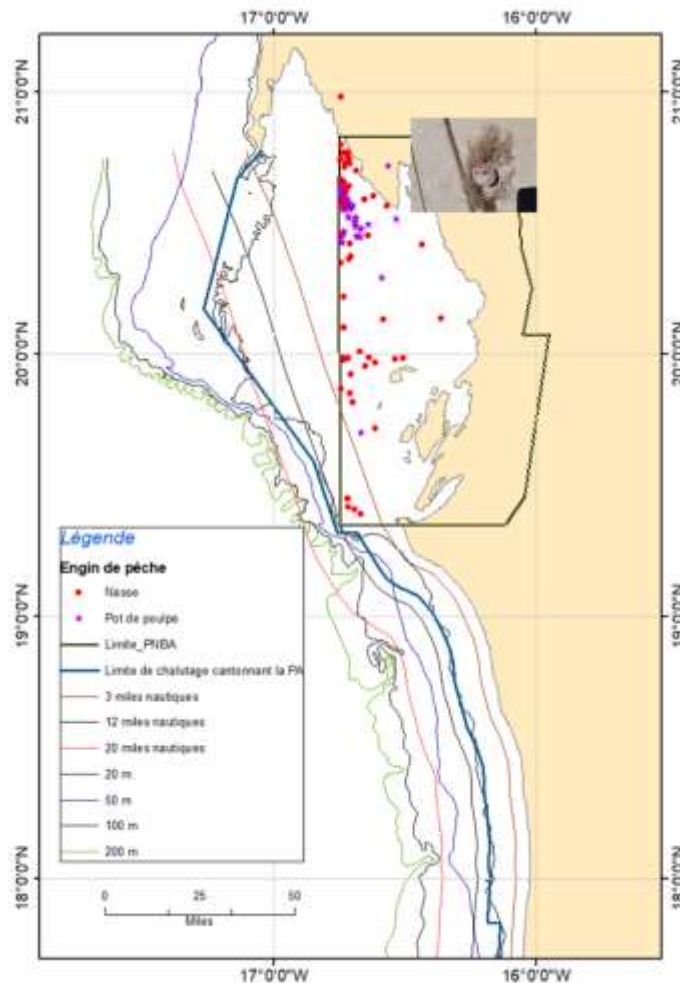 17°0'0"W 16°0'0"W
21°0'0"N 21°0'0"N
20°0'0"N 20°0'0"N
19°0'0"N 19°0'0"N
18°0'0"N 18°0'0"N
Légende
Engin de pêche
Nasse
Pot de poulpe
Limite_PNBA
Limite de chalutage cantonnant la PA
3 miles nautiques
12 miles nautiques
20 miles nautiques
20 m
50 m
100 m
200 m
0 25 50
Miles
17°0'0"W 16°0'0"W